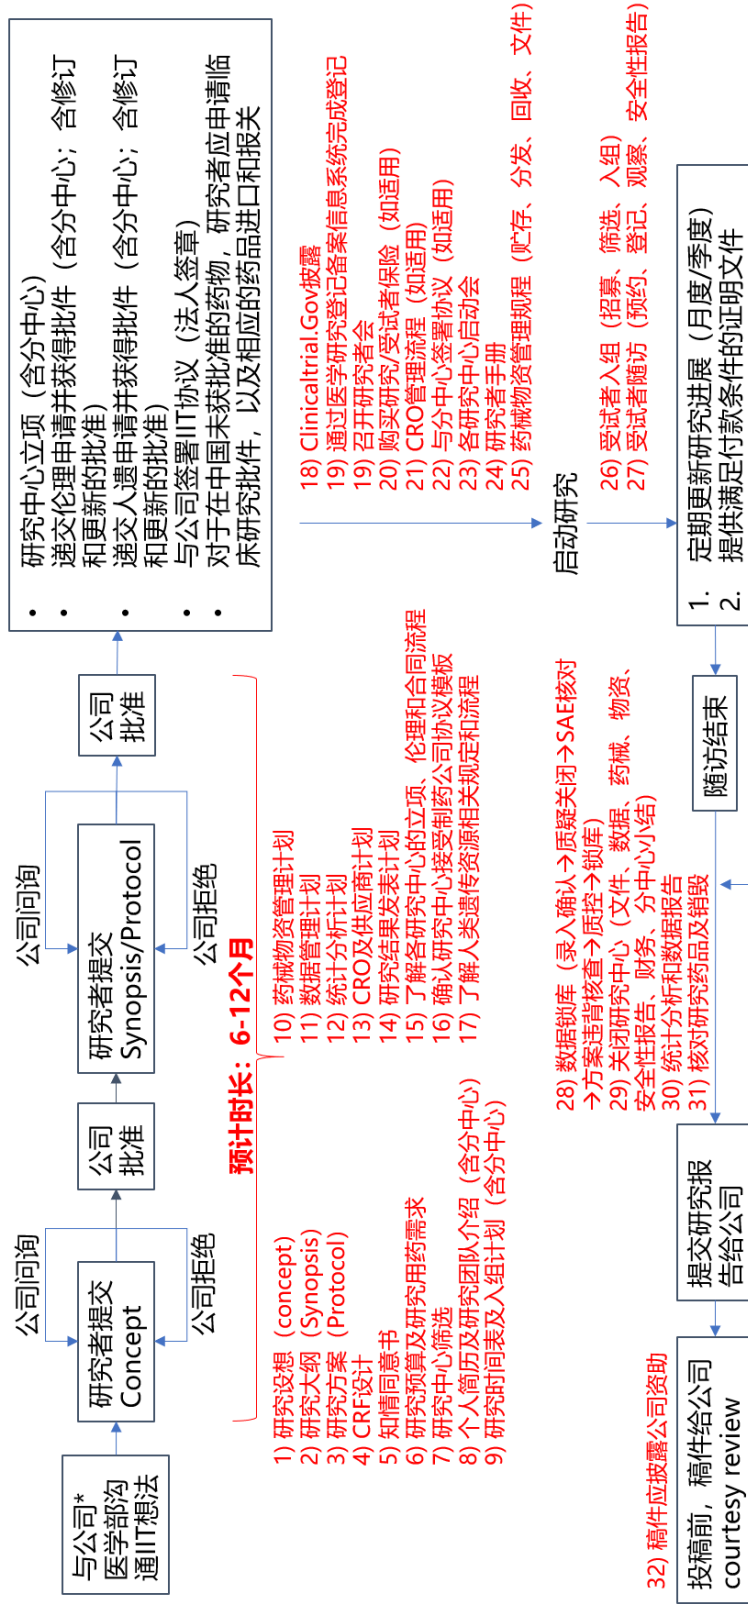 与公司*
医学部沟
通IIT想法
研究者提交
Concept
公司问询
公司拒绝
公司
批准
研究者提交
Synopsis/Protocol
公司问询
公司拒绝
公司
批准
• 研究中心立项（含分中心）
• 递交伦理申请并获得批件（含分中心；含修订
和更新的批准）
• 递交人遗申请并获得批件（含分中心；含修订
和更新的批准）
• 与公司签署IIT协议（法人签章）
• 对于在中国未获批准的药物，研究者应申请临
床研究批件，以及相应的药品进口和报关
预计时长：6-12个月
1) 研究设想（concept）
2) 研究大纲（Synopsis）
3) 研究方案（Protocol）
4) CRF设计
5) 知情同意书
6) 研究预算及研究用药需求
7) 研究中心筛选
8) 个人简历及研究团队介绍（含分中心）
9) 研究时间表及入组计划（含分中心）
10) 药械物资管理计划
11) 数据管理计划
12) 统计分析计划
13) CRO及供应商计划
14) 研究结果发表计划
15) 了解各研究中心的立项、伦理和合同流程
16) 确认研究中心接受制药公司协议模板
17) 了解人类遗传资源相关规定和流程
18) Clinicaltrial.Gov披露
19) 通过医学研究登记备案信息系统完成登记
19) 召开研究者会
20) 购买研究/受试者保险（如适用）
21) CRO管理流程（如适用）
22) 与分中心签署协议（如适用）
23) 各研究中心启动会
24) 研究者手册
25) 药械物资管理规程（贮存、分发、回收、文件）
启动研究
26) 受试者入组（招募、筛选、入组）
27) 受试者随访（预约、登记、观察、安全性报告）
1. 定期更新研究进展（月度/季度）
2. 提供满足付款条件的证明文件
随访结束
28) 数据锁库（录入确认→质疑关闭→SAE核对
→方案违背核查→质控→锁库）
29) 关闭研究中心（文件、数据、药械、物资、
安全性报告、财务、分中心小结）
30) 统计分析和数据报告
31) 核对研究药品及销毁
提交研究报
告给公司
32) 稿件应披露公司资助
投稿前，稿件给公司
courtesy review